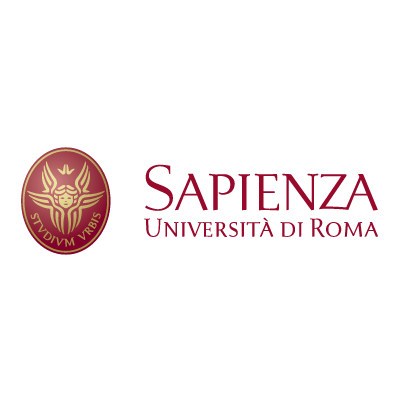 STVDIVM VRBIS
SAPIENZA
UNIVERSITÀ DI ROMA